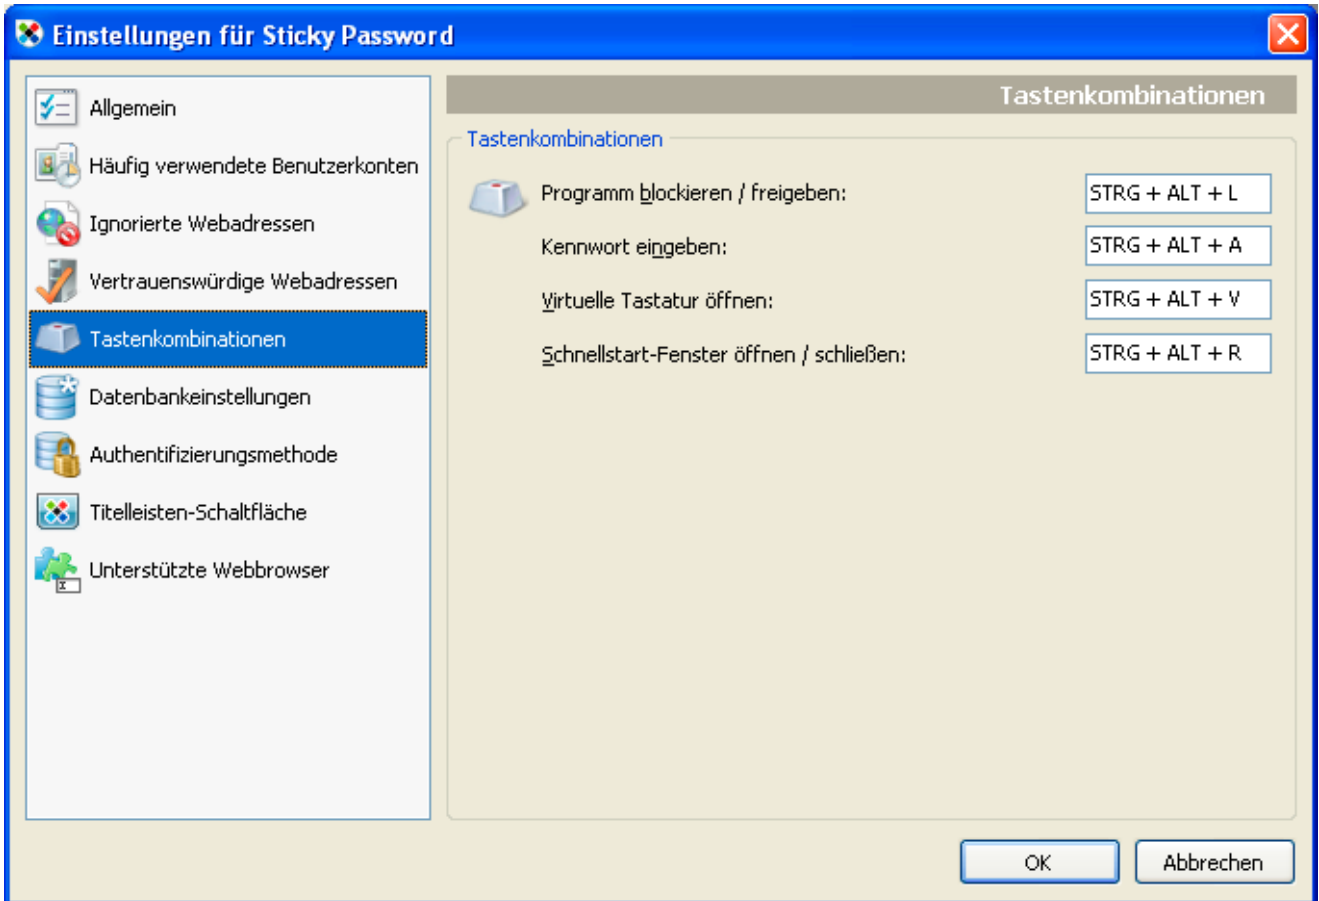 Einstellungen für Sticky Password
Allgemein
Häufig verwendete Benutzerkonten
Ignorierte Webadressen
Vertrauenswürdige Webadressen
Tastenkombinationen
Datenbankeinstellungen
Authentifizierungsmethode
Titelleisten-Schaltfläche
Unterstützte Webbrowser
Tastenkombinationen
Tastenkombinationen
Programm blockieren / freigeben: STRG + ALT + L
Kennwort eingeben: STRG + ALT + A
Virtuelle Tastatur öffnen: STRG + ALT + V
Schnellstart-Fenster öffnen / schließen: STRG + ALT + R
OK Abbrechen